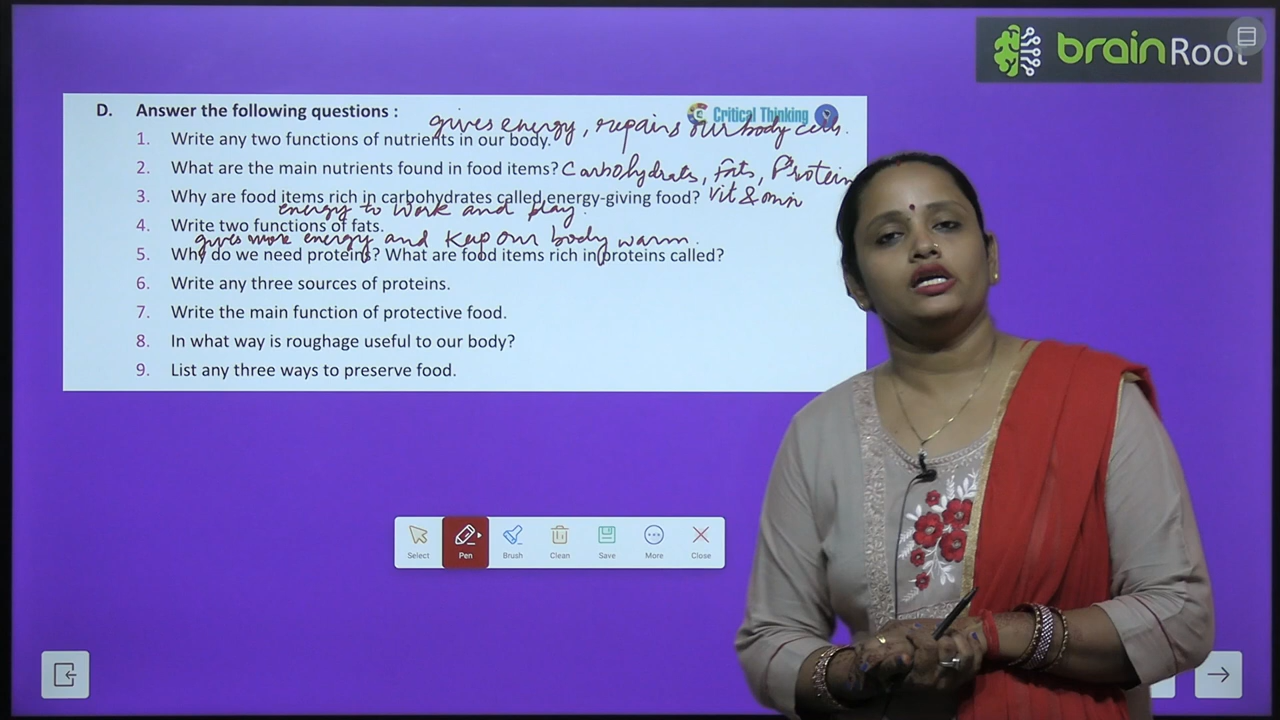 brainRoot
D. Answer the following questions :
Critical Thinking
gives energy, repairs our body cells.
1. Write any two functions of nutrients in our body.
2. What are the main nutrients found in food items? Carbohydrats, Fats, Protein
3. Why are food items rich in carbohydrates called energy-giving food? Vit & min
energy to work and play.
4. Write two functions of fats.
gives more energy and keep our body warm.
5. Why do we need proteins? What are food items rich in proteins called?
6. Write any three sources of proteins.
7. Write the main function of protective food.
8. In what way is roughage useful to our body?
9. List any three ways to preserve food.
Select Pen Brush Clean Save More Close